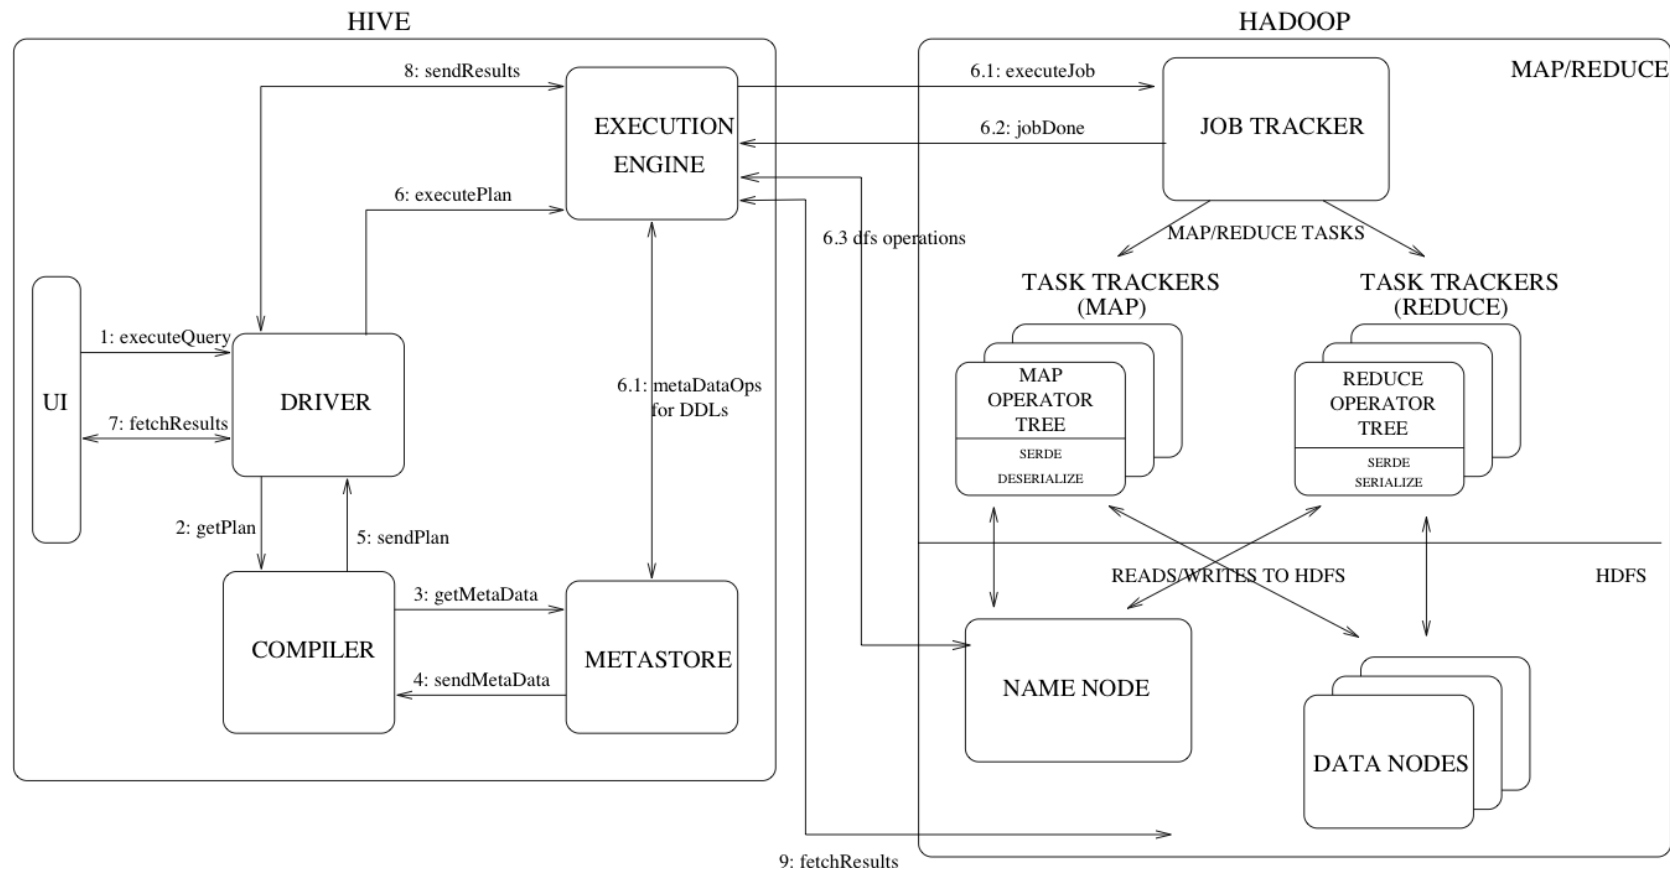 HIVE
HADOOP
8: sendResults
6.1: executeJob
MAP/REDUCE
EXECUTION
ENGINE
6.2: jobDone
JOB TRACKER
6: executePlan
6.3 dfs operations
MAP/REDUCE TASKS
TASK TRACKERS
(MAP)
TASK TRACKERS
(REDUCE)
1: executeQuery
UI
DRIVER
7: fetchResults
6.1: metaDataOps
for DDLs
MAP
OPERATOR
TREE
SERDE
DESERIALIZE
REDUCE
OPERATOR
TREE
SERDE
SERIALIZE
2: getPlan
5: sendPlan
READS/WRITES TO HDFS
HDFS
3: getMetaData
COMPILER
METASTORE
4: sendMetaData
NAME NODE
DATA NODES
9: fetchResults